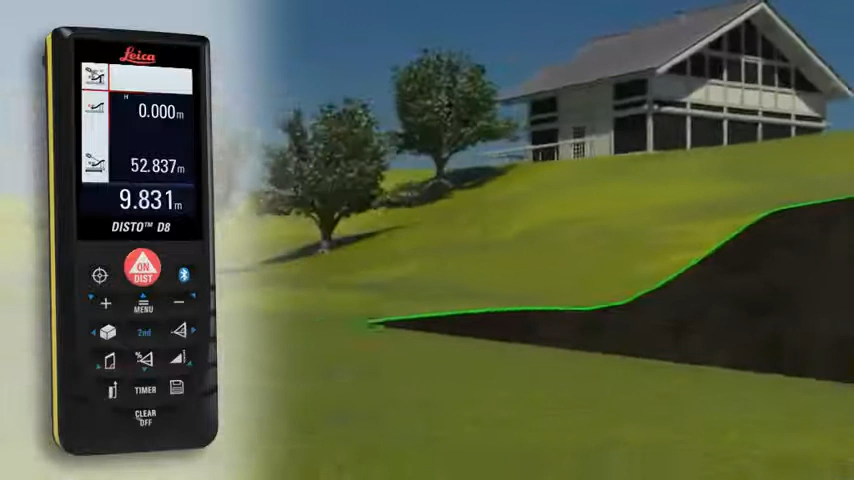 Leica
H
0.000m
52.837m
9.831m
DISTO™ D8
ON
DIST
+ −
MENU
2nd
%
TIMER
CLEAR
OFF